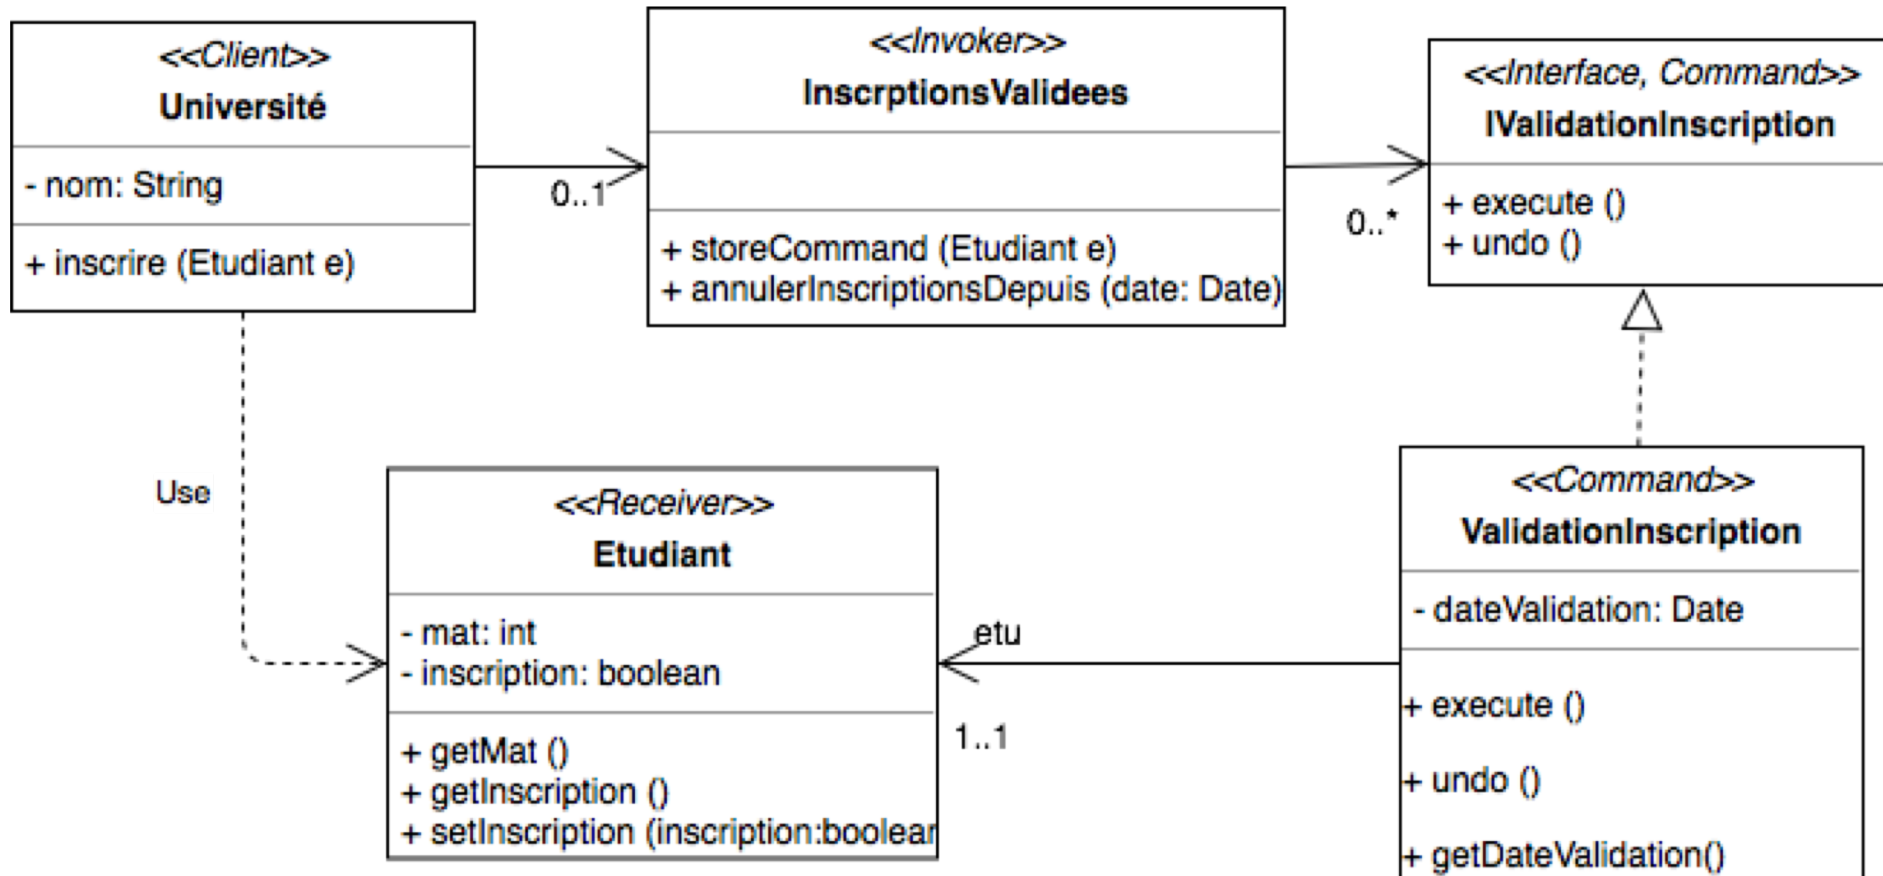 <<Client>>
Université
- nom: String
+ inscrire (Etudiant e)
0..1
<<Invoker>>
InscrptionsValidees
+ storeCommand (Etudiant e)
+ annulerInscriptionsDepuis (date: Date)
0..*
<<Interface, Command>>
IValidationInscription
+ execute ()
+ undo ()
Use
<<Receiver>>
Etudiant
- mat: int
- inscription: boolean
+ getMat ()
+ getInscription ()
+ setInscription (inscription:boolean
etu
1..1
<<Command>>
ValidationInscription
- dateValidation: Date
+ execute ()
+ undo ()
+ getDateValidation()